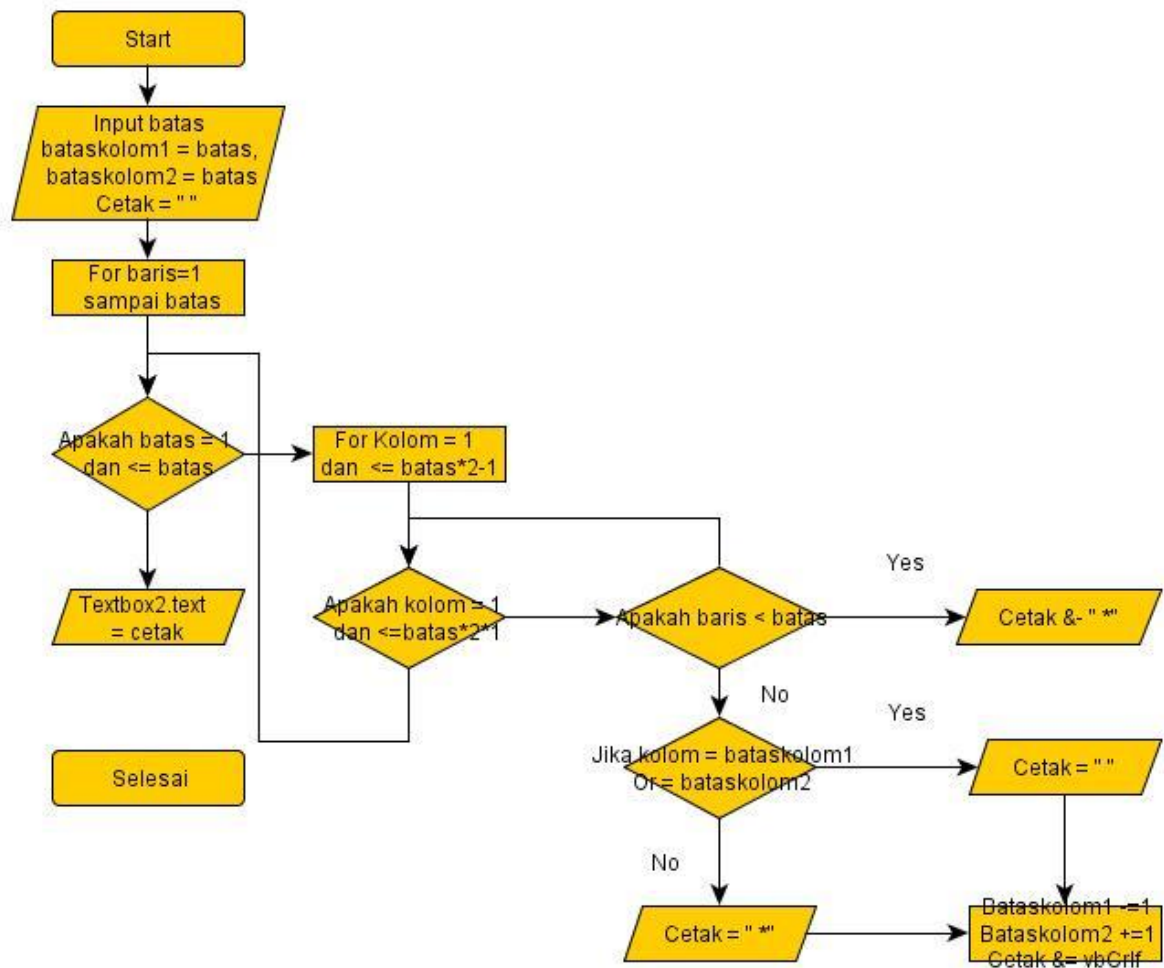 Start
Input batas
bataskolom1 = batas,
bataskolom2 = batas
Cetak = " "
For baris=1
sampai batas
Apakah batas = 1
dan <= batas
For Kolom = 1
dan <= batas*2-1
Textbox2.text
= cetak
Apakah kolom = 1
dan <=batas*2*1
Apakah baris < batas
Yes
Cetak &- " *"
No
Jika kolom = bataskolom1
Or = bataskolom2
Yes
Cetak = " "
No
Cetak = " *"
Bataskolom1 -=1
Bataskolom2 +=1
Cetak &= vbCrlf
Selesai